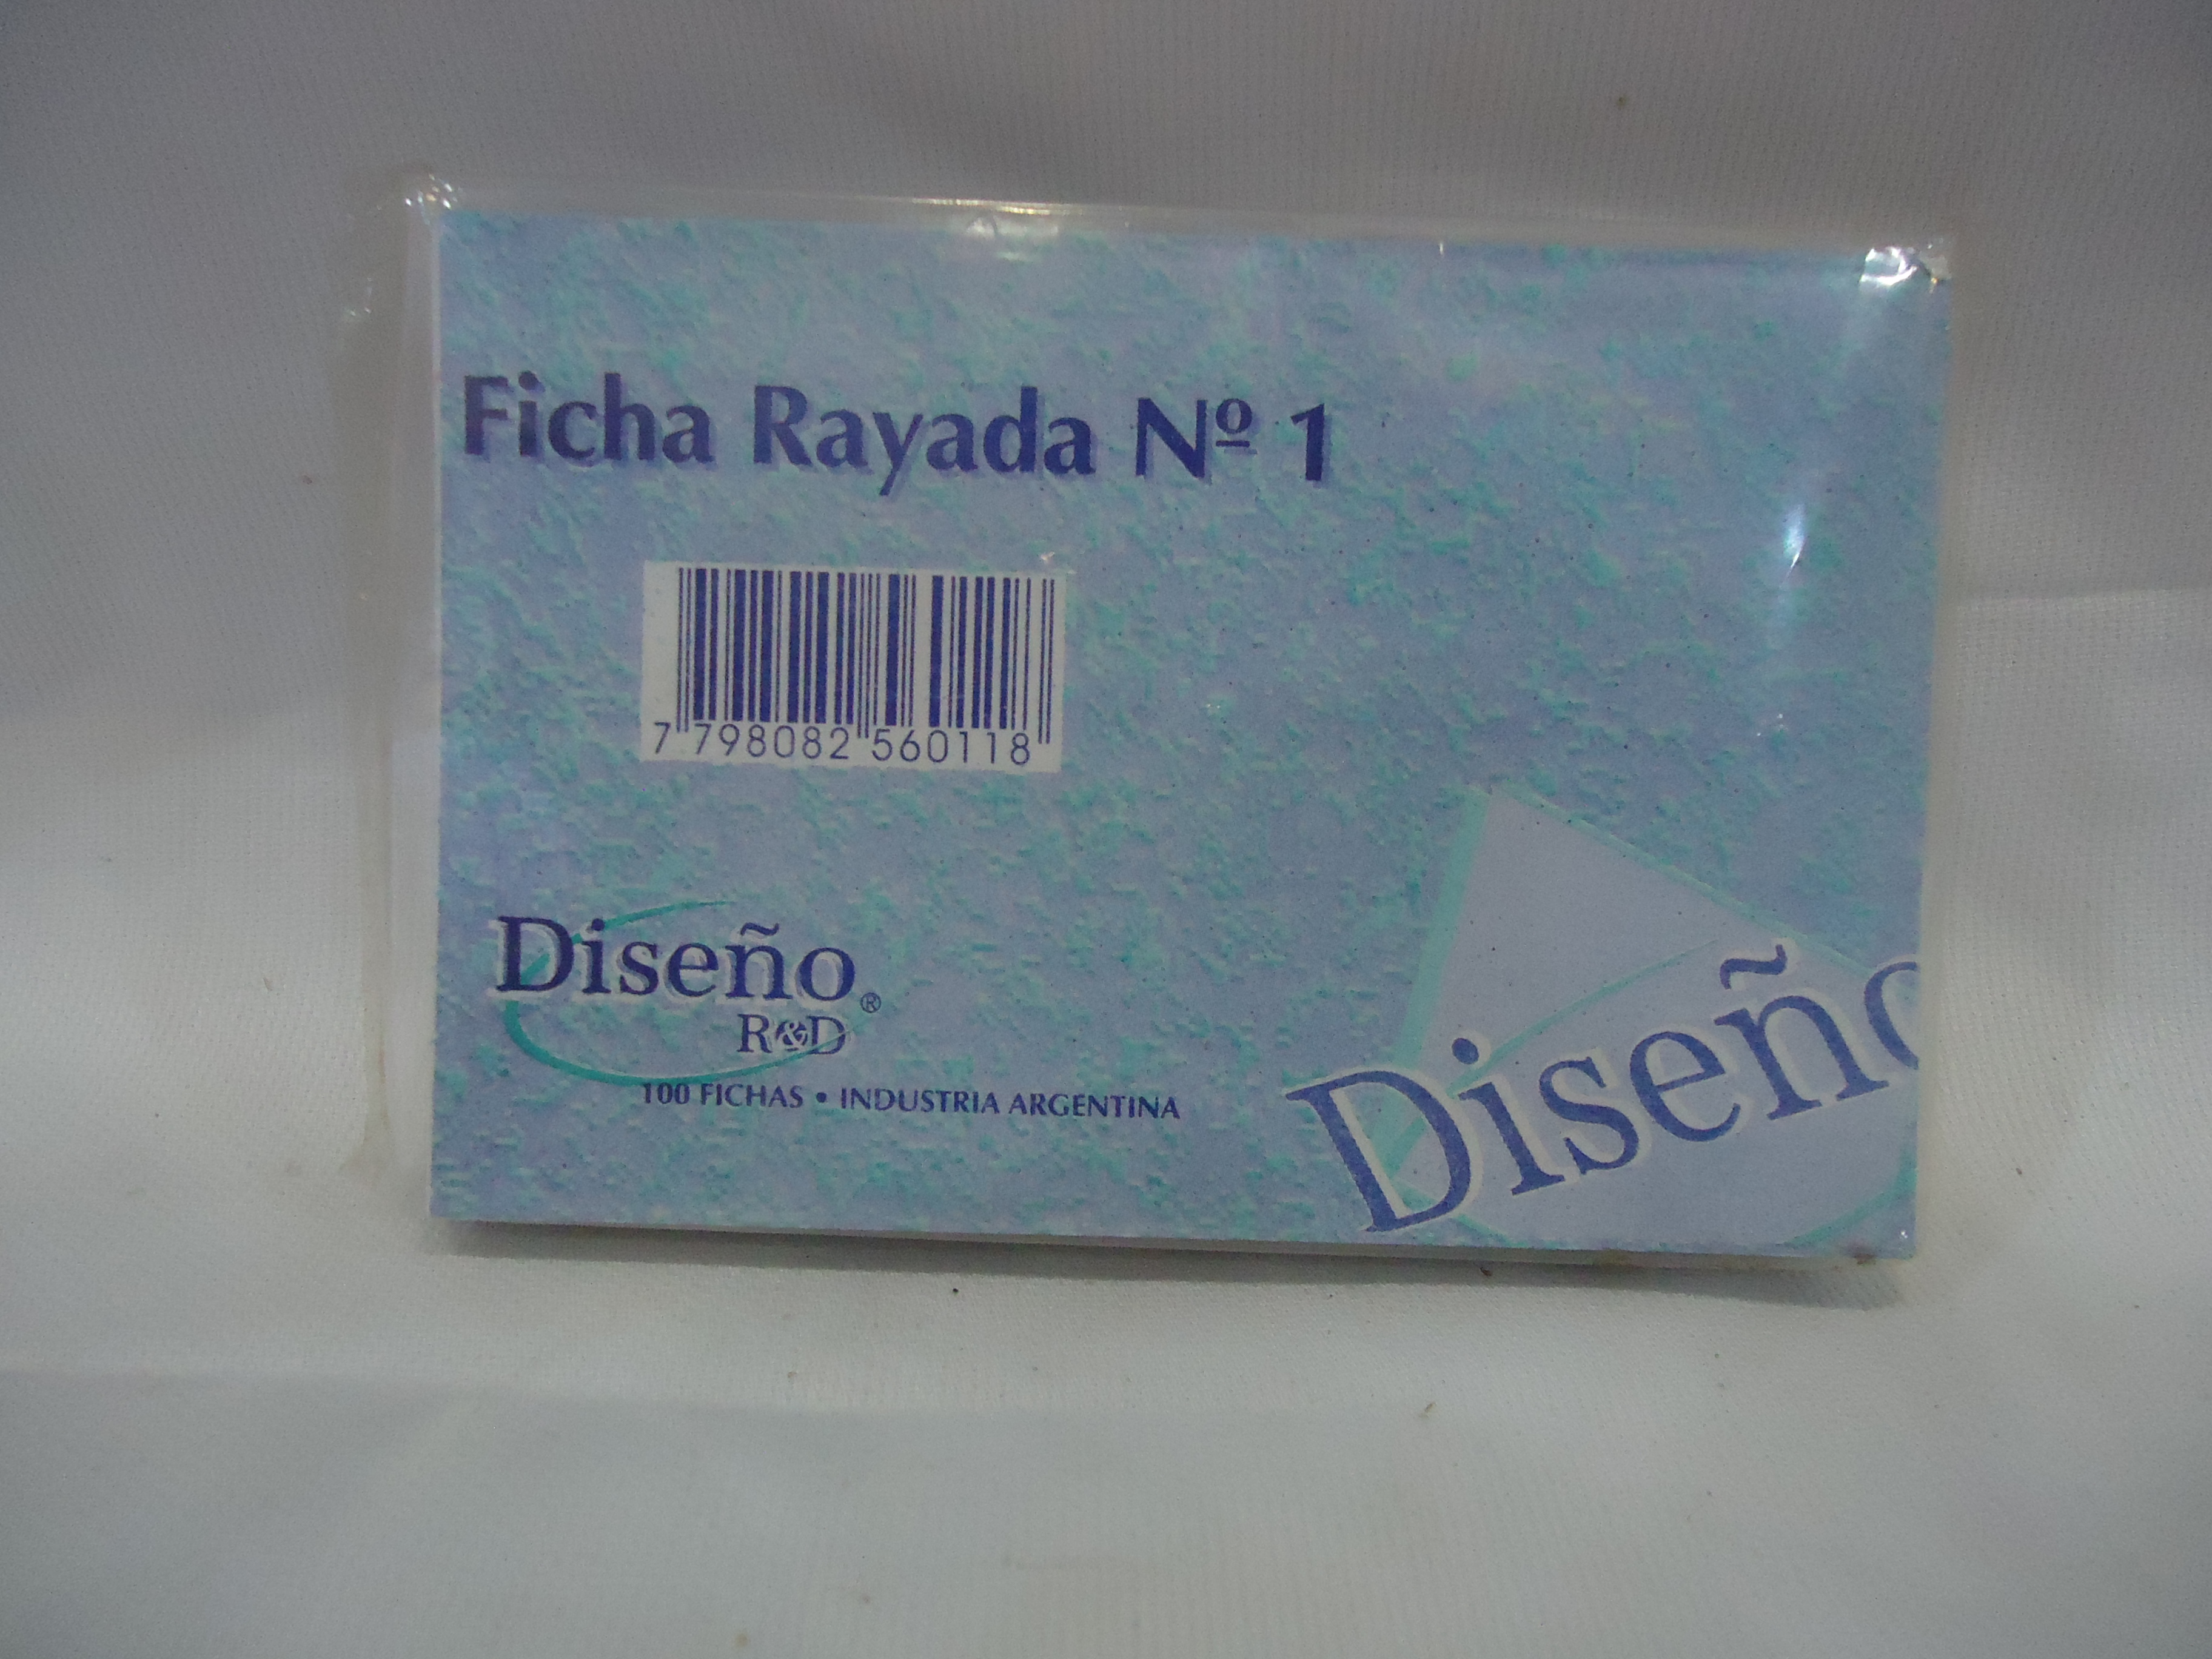 Ficha Rayada Nº 1
7 798082 560118
Diseño®
R&D
100 FICHAS • INDUSTRIA ARGENTINA
Diseño